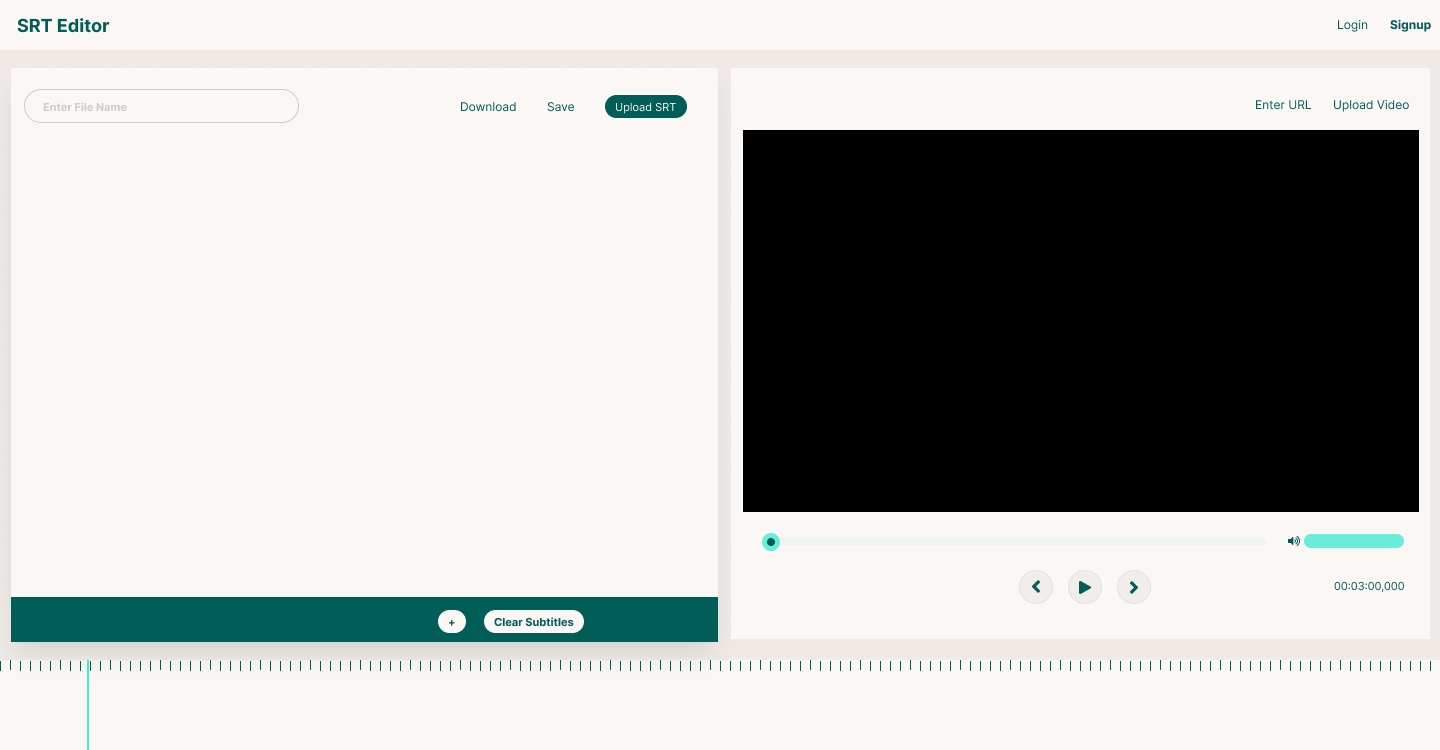 SRT Editor
Login Signup
Enter File Name
Download Save Upload SRT
Enter URL Upload Video
00:03:00,000
+ Clear Subtitles